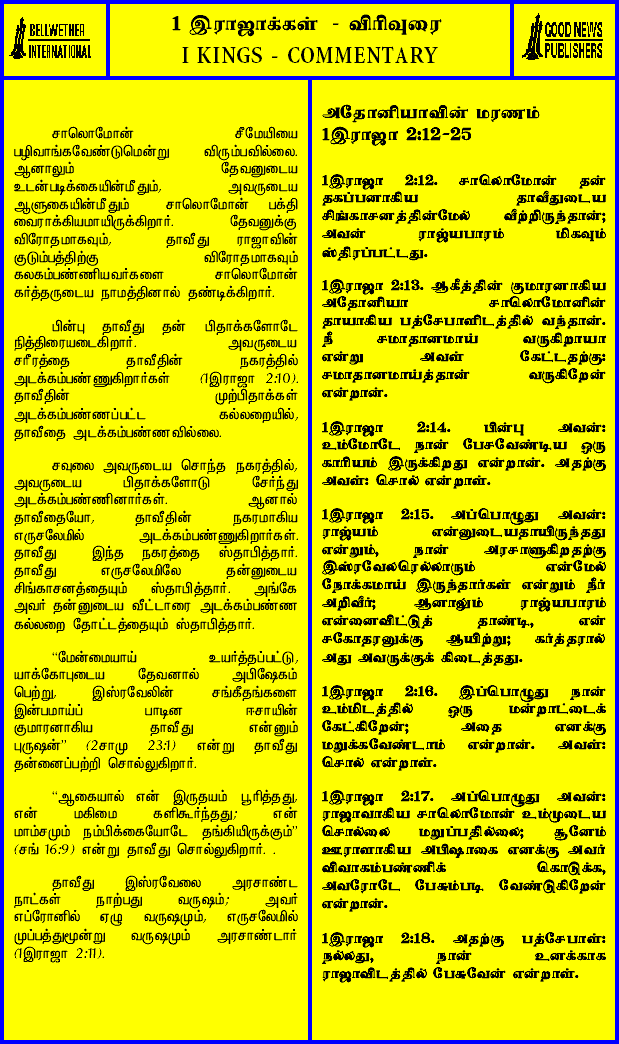 BELLWETHER
INTERNATIONAL
1 இராஜாக்கள் - விரிவுரை
I KINGS - COMMENTARY
GOOD NEWS
PUBLISHERS
சாலொமோன் சீமேயியை
பழிவாங்கவேண்டுமென்று விரும்பவில்லை.
ஆனாலும் தேவனுடைய
உடன்படிக்கையின்மீதும், அவருடைய
ஆளுகையின்மீதும் சாலொமோன் பக்தி
வைராக்கியமாயிருக்கிறார். தேவனுக்கு
விரோதமாகவும், தாவீது ராஜாவின்
குடும்பத்திற்கு விரோதமாகவும்
கலகம்பண்ணியவர்களை சாலொமோன்
கர்த்தருடைய நாமத்தினால் தண்டிக்கிறார்.
பின்பு தாவீது தன் பிதாக்களோடே
நித்திரையடைகிறார். அவருடைய
சரீரத்தை தாவீதின் நகரத்தில்
அடக்கம்பண்ணுகிறார்கள் (1இராஜா 2:10).
தாவீதின் முற்பிதாக்கள்
அடக்கம்பண்ணப்பட்ட கல்லறையில்,
தாவீதை அடக்கம்பண்ணவில்லை.
சவுலை அவருடைய சொந்த நகரத்தில்,
அவருடைய பிதாக்களோடு சேர்ந்து
அடக்கம்பண்ணினார்கள். ஆனால்
தாவீதையோ, தாவீதின் நகரமாகிய
எருசலேமில் அடக்கம்பண்ணுகிறார்கள்.
தாவீது இந்த நகரத்தை ஸ்தாபித்தார்.
தாவீது எருசலேமிலே தன்னுடைய
சிங்காசனத்தையும் ஸ்தாபித்தார். அங்கே
அவர் தன்னுடைய வீட்டாரை அடக்கம்பண்ண
கல்லறை தோட்டத்தையும் ஸ்தாபித்தார்.
“மேன்மையாய் உயர்த்தப்பட்டு,
யாக்கோபுடைய தேவனால் அபிஷேகம்
பெற்று, இஸ்ரவேலின் சங்கீதங்களை
இன்பமாய்ப் பாடின ஈசாயின்
குமாரனாகிய தாவீது என்னும்
புருஷன்” (2சாமு 23:1) என்று தாவீது
தன்னைப்பற்றி சொல்லுகிறார்.
“ஆகையால் என் இருதயம் பூரித்தது,
என் மகிமை களிகூர்ந்தது; என்
மாம்சமும் நம்பிக்கையோடே தங்கியிருக்கும்”
(சங் 16:9) என்று தாவீது சொல்லுகிறார். .
தாவீது இஸ்ரவேலை அரசாண்ட
நாட்கள் நாற்பது வருஷம்; அவர்
எப்ரோனில் ஏழு வருஷமும், எருசலேமில்
முப்பத்துமூன்று வருஷமும் அரசாண்டார்
(1இராஜா 2:11).
அதோனியாவின் மரணம்
1இராஜா 2:12-25
1இராஜா 2:12. சாலொமோன் தன்
தகப்பனாகிய தாவீதுடைய
சிங்காசனத்தின்மேல் வீற்றிருந்தான்;
அவன் ராஜ்யபாரம் மிகவும்
ஸ்திரப்பட்டது.
1இராஜா 2:13. ஆகீத்தின் குமாரனாகிய
அதோனியா சாலொமோனின்
தாயாகிய பத்சேபாளிடத்தில் வந்தான்.
நீ சமாதானமாய் வருகிறாயா
என்று அவள் கேட்டதற்கு:
சமாதானமாய்த்தான் வருகிறேன்
என்றான்.
1இராஜா 2:14. பின்பு அவன்:
உம்மோடே நான் பேசவேண்டிய ஒரு
காரியம் இருக்கிறது என்றான். அதற்கு
அவள்: சொல் என்றாள்.
1இராஜா 2:15. அப்பொழுது அவன்:
ராஜ்யம் என்னுடையதாயிருந்தது
என்றும், நான் அரசாளுகிறதற்கு
இஸ்ரவேலரெல்லாரும் என்மேல்
நோக்கமாய் இருந்தார்கள் என்றும் நீர்
அறிவீர்; ஆனாலும் ராஜ்யபாரம்
என்னைவிட்டுத் தாண்டி, என்
சகோதரனுக்கு ஆயிற்று; கர்த்தரால்
அது அவருக்குக் கிடைத்தது.
1இராஜா 2:16. இப்பொழுது நான்
உம்மிடத்தில் ஒரு மன்றாட்டைக்
கேட்கிறேன்; அதை எனக்கு
மறுக்கவேண்டாம் என்றான். அவள்:
சொல் என்றாள்.
1இராஜா 2:17. அப்பொழுது அவன்:
ராஜாவாகிய சாலொமோன் உம்முடைய
சொல்லை மறுப்பதில்லை; சூனேம்
ஊராளாகிய அபிஷாகை எனக்கு அவர்
விவாகம்பண்ணிக் கொடுக்க,
அவரோடே பேசும்படி வேண்டுகிறேன்
என்றான்.
1இராஜா 2:18. அதற்கு பத்சேபாள்:
நல்லது, நான் உனக்காக
ராஜாவிடத்தில் பேசுவேன் என்றாள்.